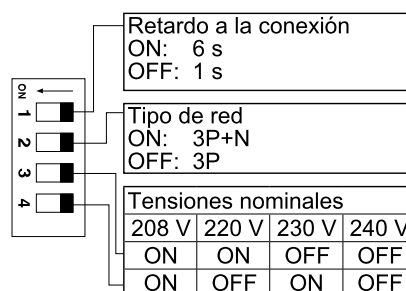 Retardo a la conexión
ON: 6 s
OFF: 1 s
Tipo de red
ON: 3P+N
OFF: 3P
Tensiones nominales
208 V 220 V 230 V 240 V
ON ON OFF OFF
ON OFF ON OFF
ON
1
2
3
4